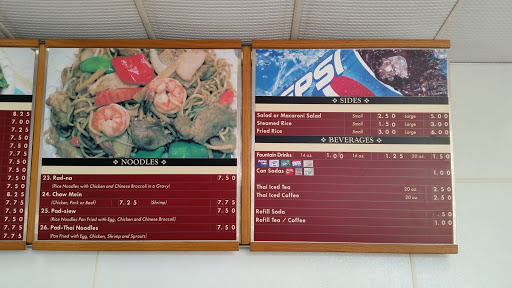 8.25
7.25
7.50
7.50
7.50
7.50
7.75
7.75
7.75
NOODLES
23. Rad-na 7.50
(Rice Noodles with Chicken and Chinese Broccoli in a Gravy)
24. Chow Mein
(Chicken, Pork or Beef) 7.25 (Shrimp) 7.75
25. Pad-siew 7.50
(Rice Noodles Pan Fried with Egg, Chicken and Chinese Broccoli)
26. Pad-Thai Noodles 7.50
(Pan Fried with Egg, Chicken, Shrimp and Sprouts)
PEPSI
SIDES
Salad or Macaroni Salad Small 2.50 Large 5.00
Steamed Rice Small 1.50 Large 3.00
Fried Rice Small 3.00 Large 6.00
BEVERAGES
Fountain Drinks 14 oz. 1.00 16 oz. 1.25 20 oz. 1.50
Can Sodas 1.00
Thai Iced Tea 20 oz. 2.50
Thai Iced Coffee 20 oz. 2.50
Refill Soda .50
Refill Tea / Coffee 1.00